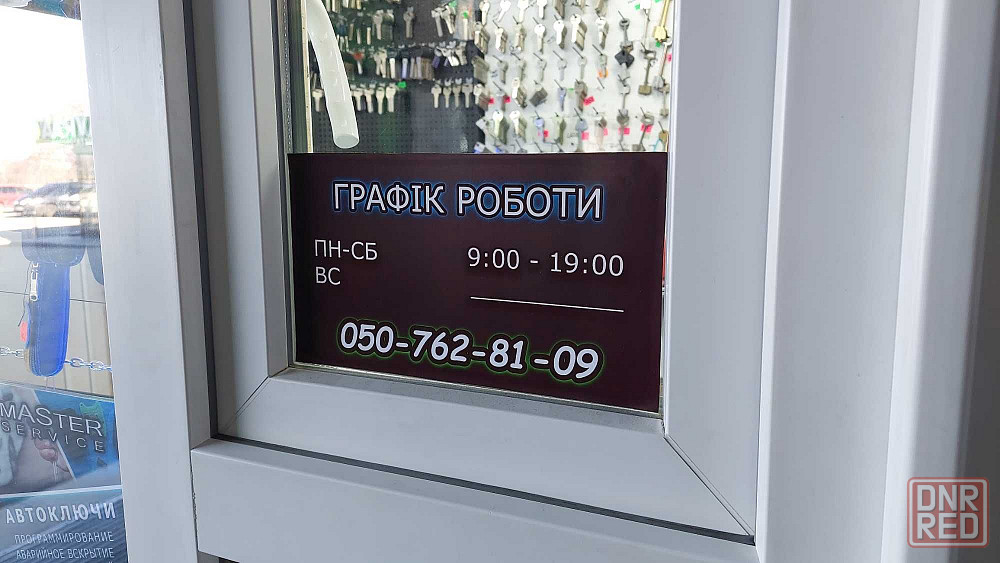 ГРАФІК РОБОТИ
ПН-СБ 9:00 - 19:00
ВС
050-762-81-09
MASTER
SERVICE
АВТОКЛЮЧИ
ПРОГРАММИРОВАНИЕ
АВАРИЙНОЕ ВСКРЫТИЕ
DNR
RED